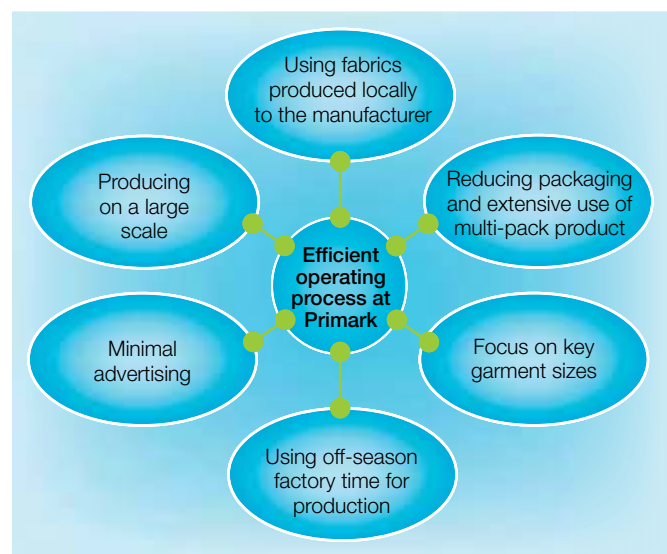 Using fabrics
produced locally
to the manufacturer
Producing
on a large
scale
Reducing packaging
and extensive use of
multi-pack product
Efficient
operating
process at
Primark
Minimal
advertising
Focus on key
garment sizes
Using off-season
factory time for
production